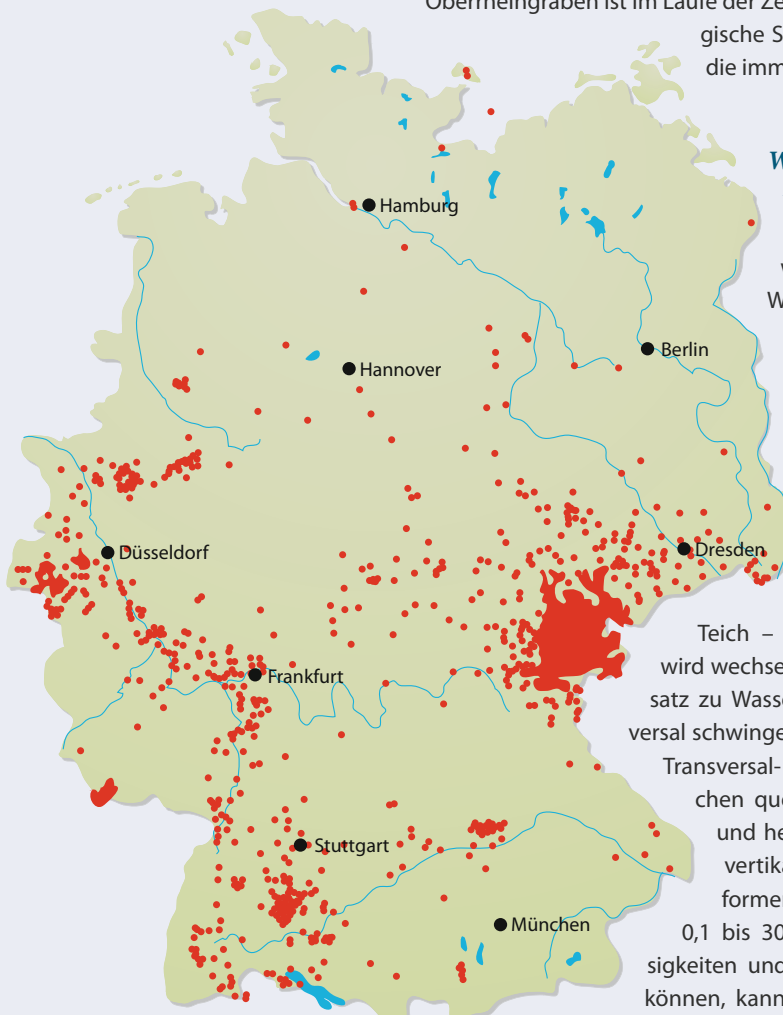 Oberrheingraben ist im Laufe der Ze
gische S
die imm
W
W
Hamburg
Berlin
Hannover
Düsseldorf
Dresden
Teich –
wird wechse
Frankfurt
satz zu Wass
versal schwinge
Transversal-
chen que
und he
Stuttgart
vertika
former
München
0,1 bis 30
sigkeiten und
können, kann